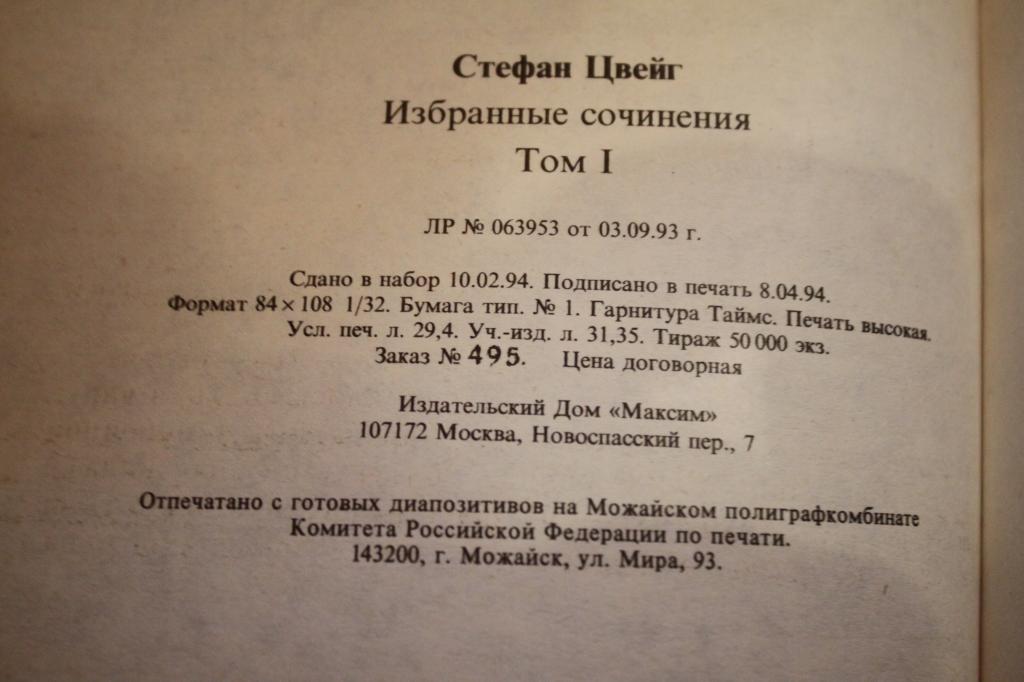 Стефан Цвейг
Избранные сочинения
Том I
ЛР № 063953 от 03.09.93 г.
Сдано в набор 10.02.94. Подписано в печать 8.04.94.
Формат 84×108 1/32. Бумага тип. № 1. Гарнитура Таймс. Печать высокая.
Усл. печ. л. 29,4. Уч.-изд. л. 31,35. Тираж 50 000 экз.
Заказ № 495. Цена договорная
Издательский Дом «Максим»
107172 Москва, Новоспасский пер., 7
Отпечатано с готовых диапозитивов на Можайском полиграфкомбинате
Комитета Российской Федерации по печати.
143200, г. Можайск, ул. Мира, 93.